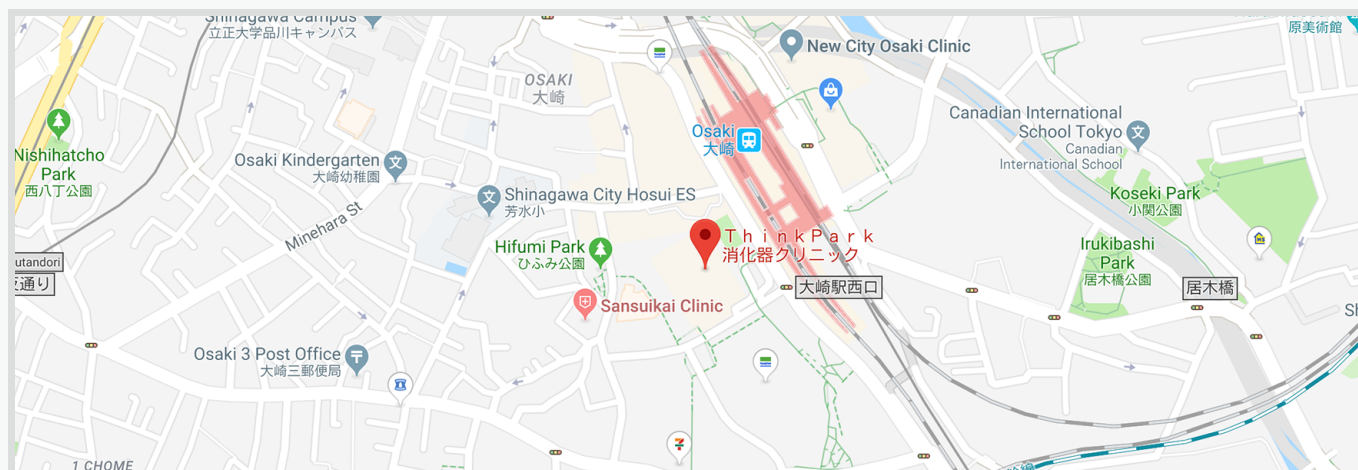 Shinagawa Campus
立正大学品川キャンパス
原美術館
New City Osaki Clinic
OSAKI
大崎
Canadian International
School Tokyo
Canadian
International School
Osaki
大崎
Nishihatcho
Park
西八丁公園
Osaki Kindergarten
大崎幼稚園
Shinagawa City Hosui ES
芳水小
Koseki Park
小関公園
Minehara St
ThinkPark
消化器クリニック
Hifumi Park
ひふみ公園
Irukibashi
Park
居木橋公園
utandori
通り
大崎駅西口
居木橋
Sansuikai Clinic
Osaki 3 Post Office
大崎三郵便局
1 CHOME